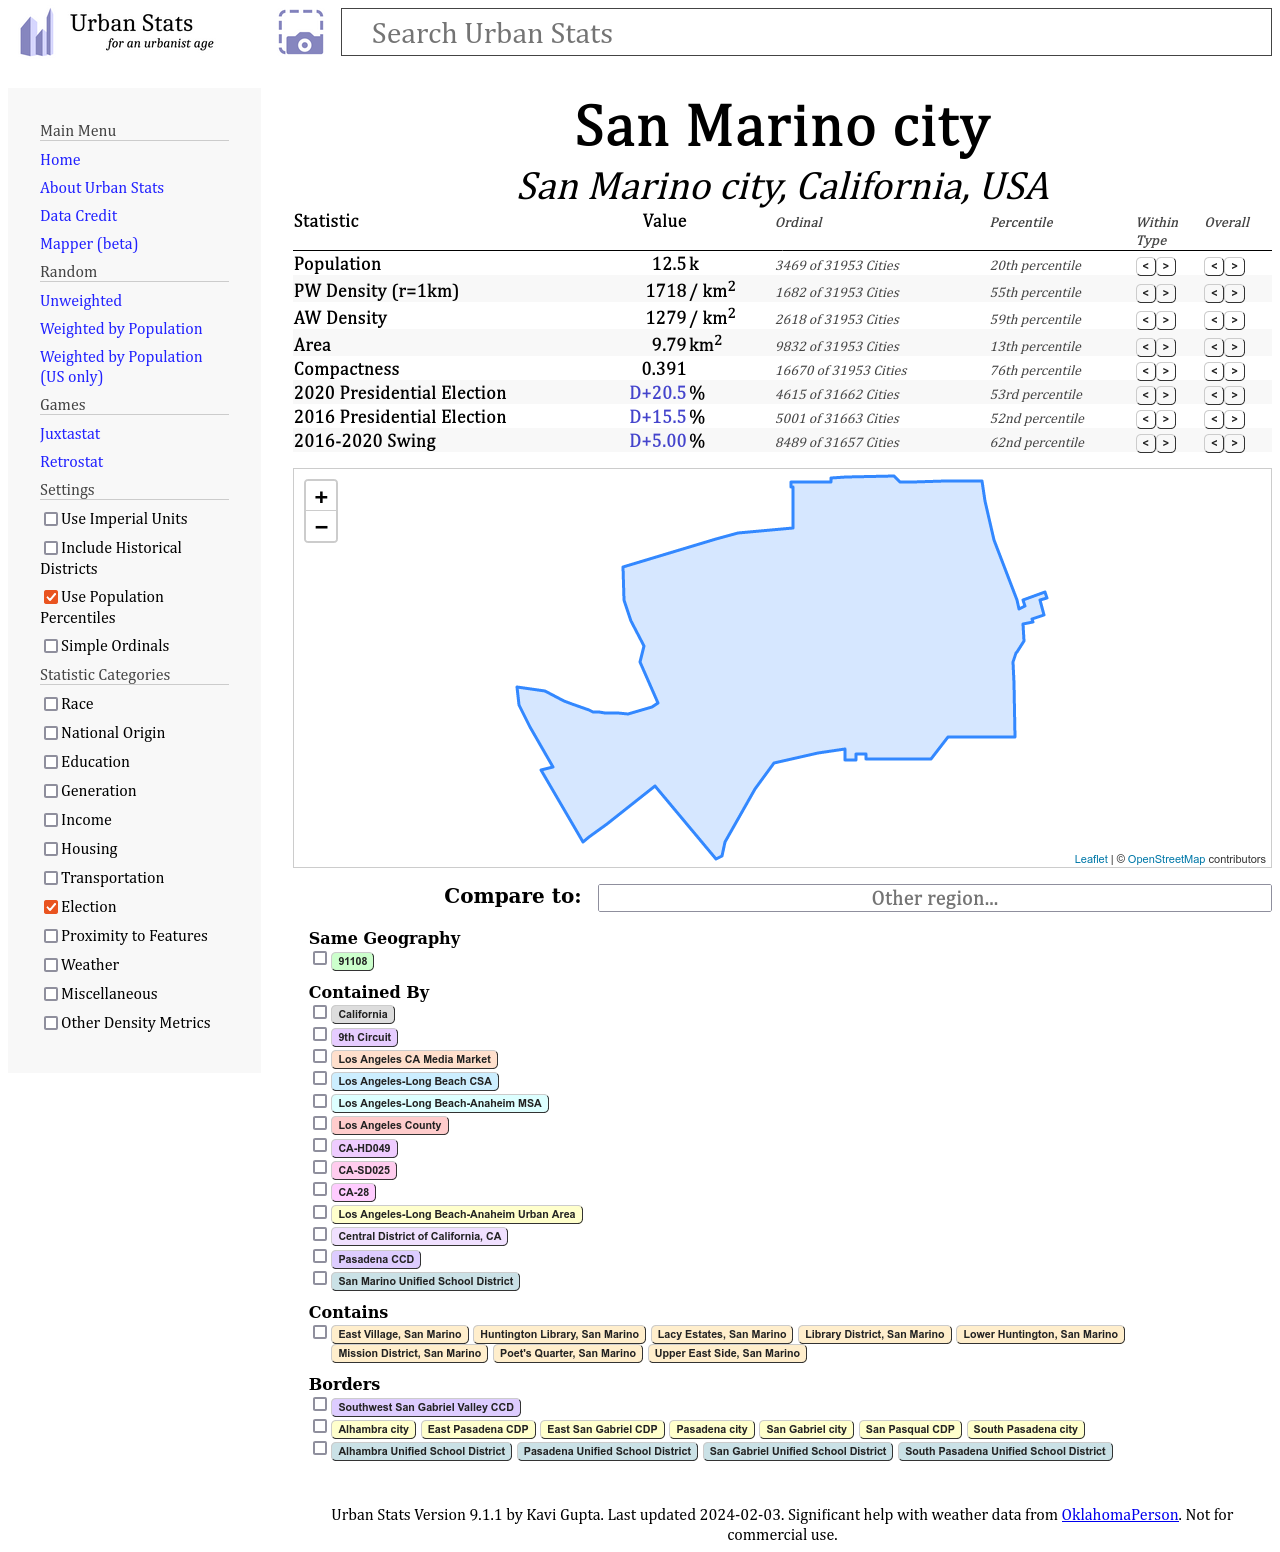 Urban Stats
for an urbanist age
Search Urban Stats
Main Menu
Home
About Urban Stats
Data Credit
Mapper (beta)
Random
Unweighted
Weighted by Population
Weighted by Population
(US only)
Games
Juxtastat
Retrostat
Settings
Use Imperial Units
Include Historical
Districts
Use Population
Percentiles
Simple Ordinals
Statistic Categories
Race
National Origin
Education
Generation
Income
Housing
Transportation
Election
Proximity to Features
Weather
Miscellaneous
Other Density Metrics
San Marino city
San Marino city, California, USA
Statistic Value Ordinal Percentile Within Type Overall
Population 12.5 k 3469 of 31953 Cities 20th percentile < > < >
PW Density (r=1km) 1718 / km² 1682 of 31953 Cities 55th percentile < > < >
AW Density 1279 / km² 2618 of 31953 Cities 59th percentile < > < >
Area 9.79 km² 9832 of 31953 Cities 13th percentile < > < >
Compactness 0.391 16670 of 31953 Cities 76th percentile < > < >
2020 Presidential Election D+20.5 % 4615 of 31662 Cities 53rd percentile < > < >
2016 Presidential Election D+15.5 % 5001 of 31663 Cities 52nd percentile < > < >
2016-2020 Swing D+5.00 % 8489 of 31657 Cities 62nd percentile < > < >
+
−
Leaflet | © OpenStreetMap contributors
Compare to: Other region...
Same Geography
91108
Contained By
California
9th Circuit
Los Angeles CA Media Market
Los Angeles-Long Beach CSA
Los Angeles-Long Beach-Anaheim MSA
Los Angeles County
CA-HD049
CA-SD025
CA-28
Los Angeles-Long Beach-Anaheim Urban Area
Central District of California, CA
Pasadena CCD
San Marino Unified School District
Contains
East Village, San Marino Huntington Library, San Marino Lacy Estates, San Marino Library District, San Marino Lower Huntington, San Marino
Mission District, San Marino Poet's Quarter, San Marino Upper East Side, San Marino
Borders
Southwest San Gabriel Valley CCD
Alhambra city East Pasadena CDP East San Gabriel CDP Pasadena city San Gabriel city San Pasqual CDP South Pasadena city
Alhambra Unified School District Pasadena Unified School District San Gabriel Unified School District South Pasadena Unified School District
Urban Stats Version 9.1.1 by Kavi Gupta. Last updated 2024-02-03. Significant help with weather data from OklahomaPerson. Not for
commercial use.